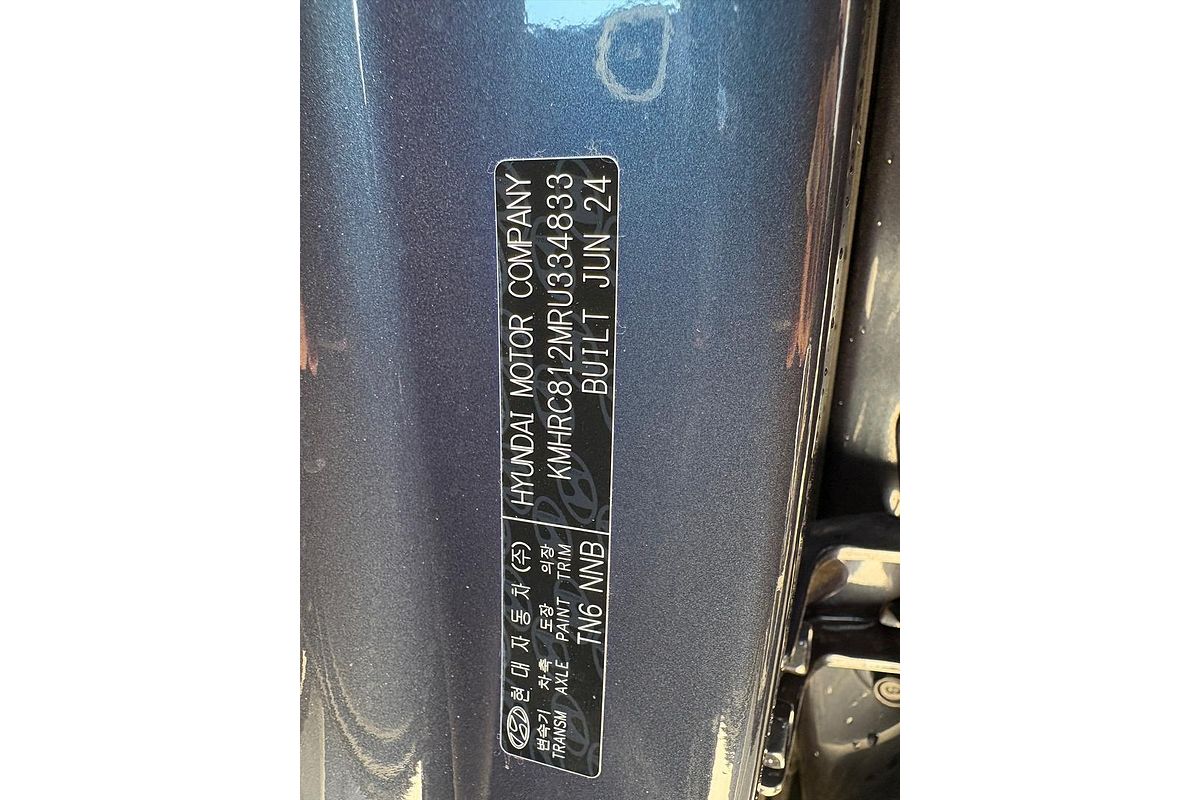 현대자동차(주) HYUNDAI MOTOR COMPANY
변속기 차축 도장 의장 KMHRC812MRU334833
TRANSM AXLE PAINT TRIM BUILT JUN 24
TN6 NNB